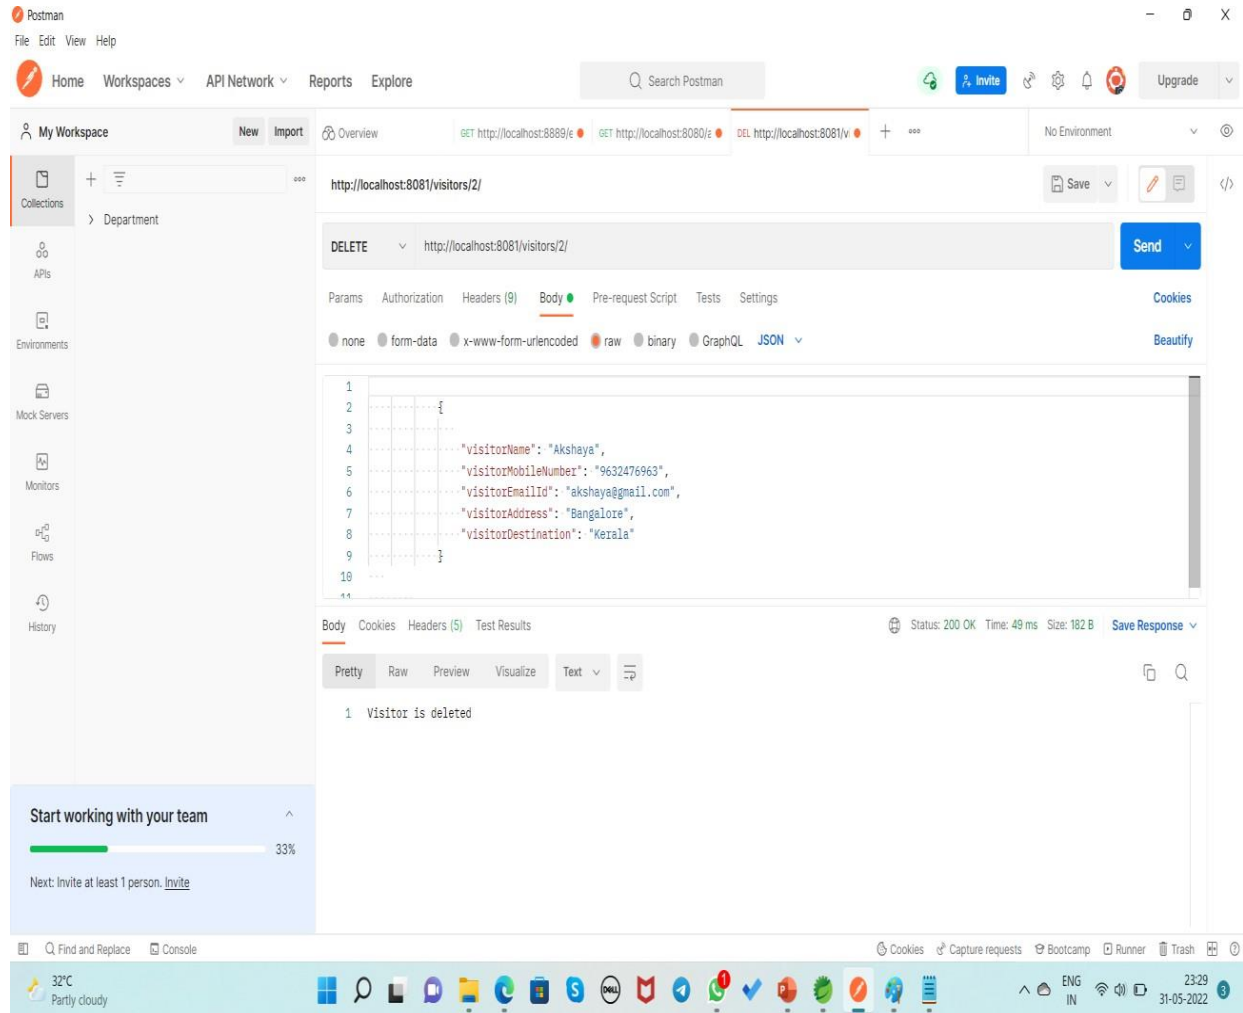 Postman
File Edit View Help
Home Workspaces API Network Reports Explore Search Postman Invite Upgrade
My Workspace New Import Overview GET http://localhost:8889/e GET http://localhost:8080/a DEL http://localhost:8081/vi No Environment
Collections
Department
http://localhost:8081/visitors/2/ Save
DELETE http://localhost:8081/visitors/2/ Send
APIs
Params Authorization Headers (9) Body Pre-request Script Tests Settings Cookies
Environments
none form-data x-www-form-urlencoded raw binary GraphQL JSON Beautify
Mock Servers
Monitors
Flows
History
1
2 {
3
4 "visitorName": "Akshaya",
5 "visitorMobileNumber": "9632476963",
6 "visitorEmailId": "akshaya@gmail.com",
7 "visitorAddress": "Bangalore",
8 "visitorDestination": "Kerala"
9 }
10
11
Body Cookies Headers (5) Test Results Status: 200 OK Time: 49 ms Size: 182 B Save Response
Pretty Raw Preview Visualize Text
1 Visitor is deleted
Start working with your team
33%
Next: Invite at least 1 person. Invite
Find and Replace Console Cookies Capture requests Bootcamp Runner Trash
32°C
Partly cloudy
DELL
1
ENG
IN
23:29
31-05-2022
3